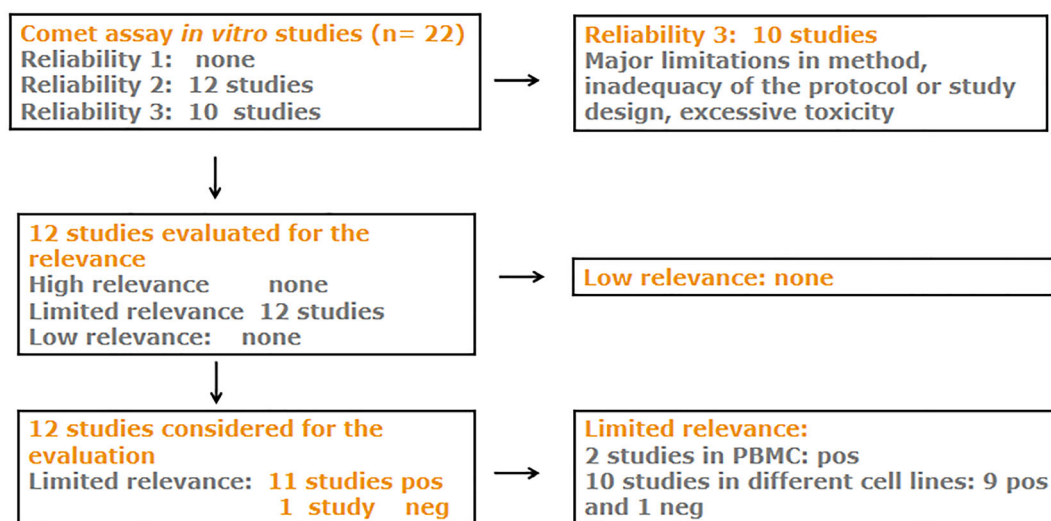 Comet assay in vitro studies (n= 22)
Reliability 1: none
Reliability 2: 12 studies
Reliability 3: 10 studies
Reliability 3: 10 studies
Major limitations in method,
inadequacy of the protocol or study
design, excessive toxicity
12 studies evaluated for the
relevance
High relevance none
Limited relevance 12 studies
Low relevance: none
Low relevance: none
12 studies considered for the
evaluation
Limited relevance: 11 studies pos
1 study neg
Limited relevance:
2 studies in PBMC: pos
10 studies in different cell lines: 9 pos
and 1 neg